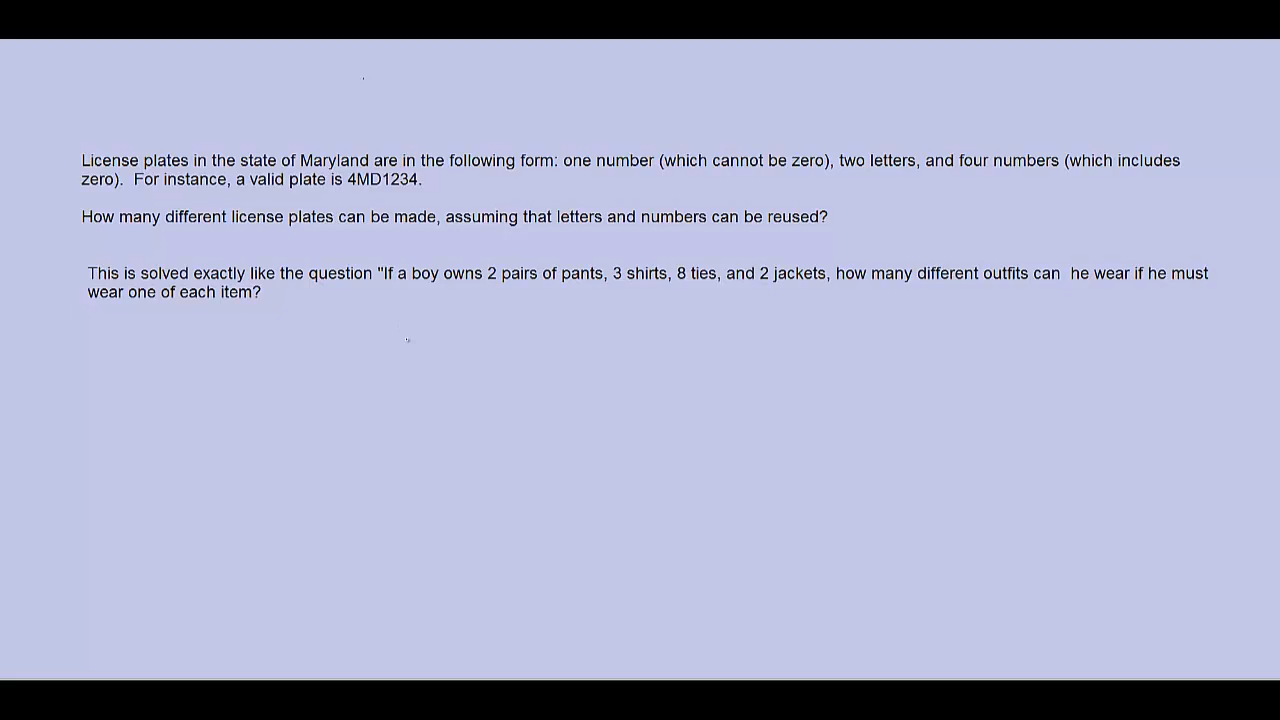 License plates in the state of Maryland are in the following form: one number (which cannot be zero), two letters, and four numbers (which includes
zero).  For instance, a valid plate is 4MD1234.
How many different license plates can be made, assuming that letters and numbers can be reused?
This is solved exactly like the question "If a boy owns 2 pairs of pants, 3 shirts, 8 ties, and 2 jackets, how many different outfits can  he wear if he must
wear one of each item?